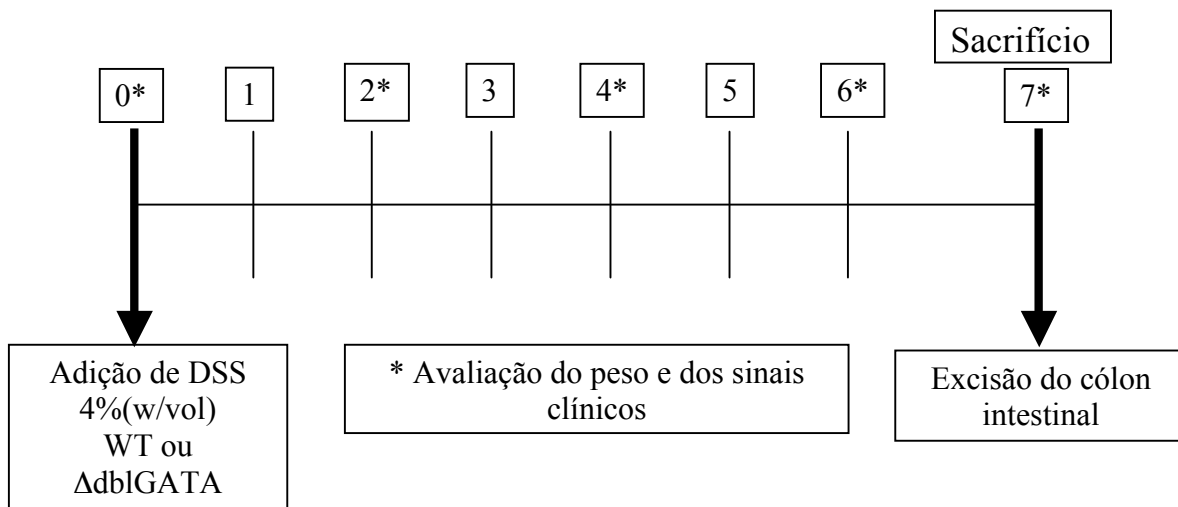 Sacrifício
0*
1
2*
3
4*
5
6*
7*
Adição de DSS
4%(w/vol)
WT ou
ΔdblGATA
* Avaliação do peso e dos sinais
clínicos
Excisão do cólon
intestinal